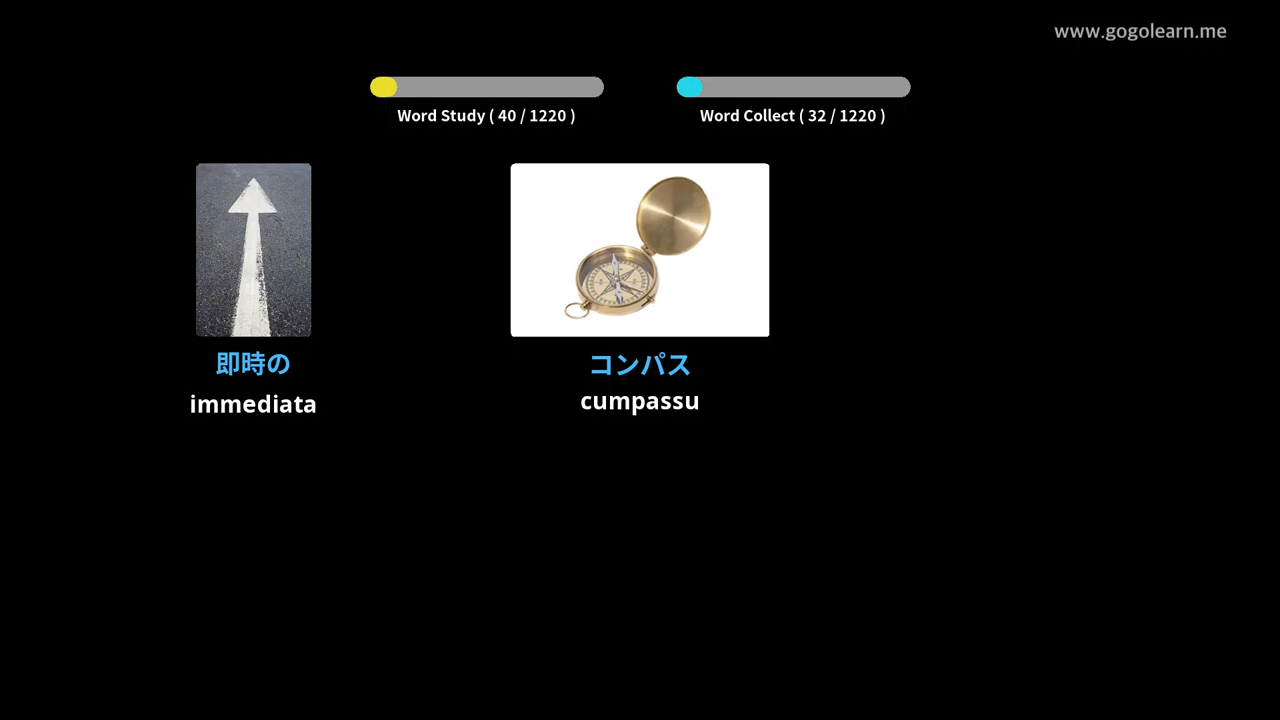 www.gogolearn.me
Word Study ( 40 / 1220 )
Word Collect ( 32 / 1220 )
即時の
immediata
コンパス
cumpassu